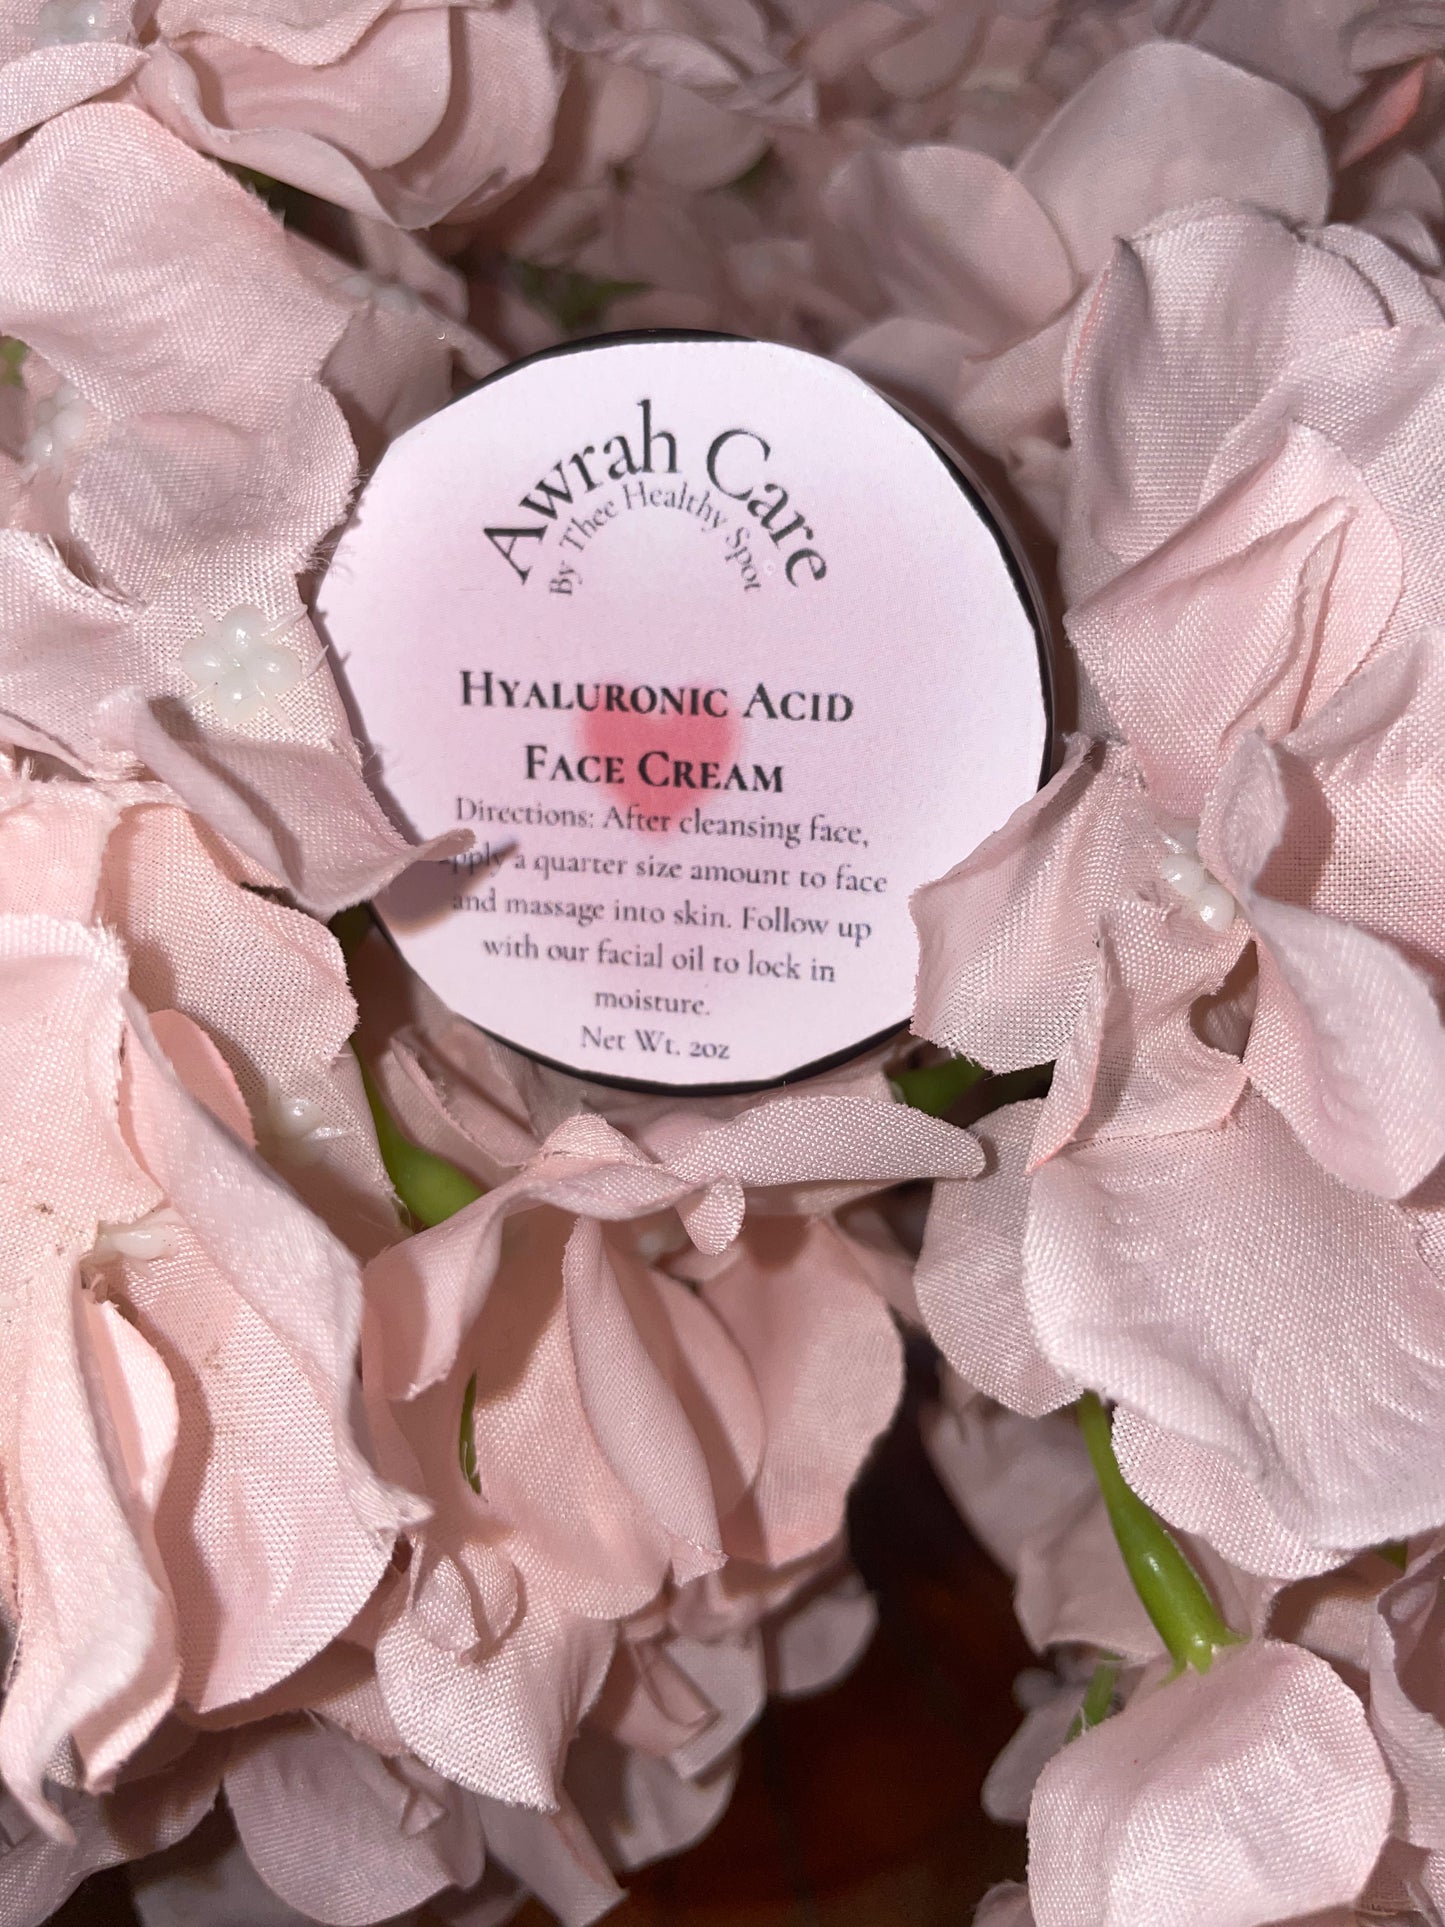 Awrah Care
By Thee Healthy Spot
Hyaluronic Acid
Face Cream
Directions: After cleansing face,
apply a quarter size amount to face
and massage into skin. Follow up
with our facial oil to lock in
moisture.
Net Wt. 2oz